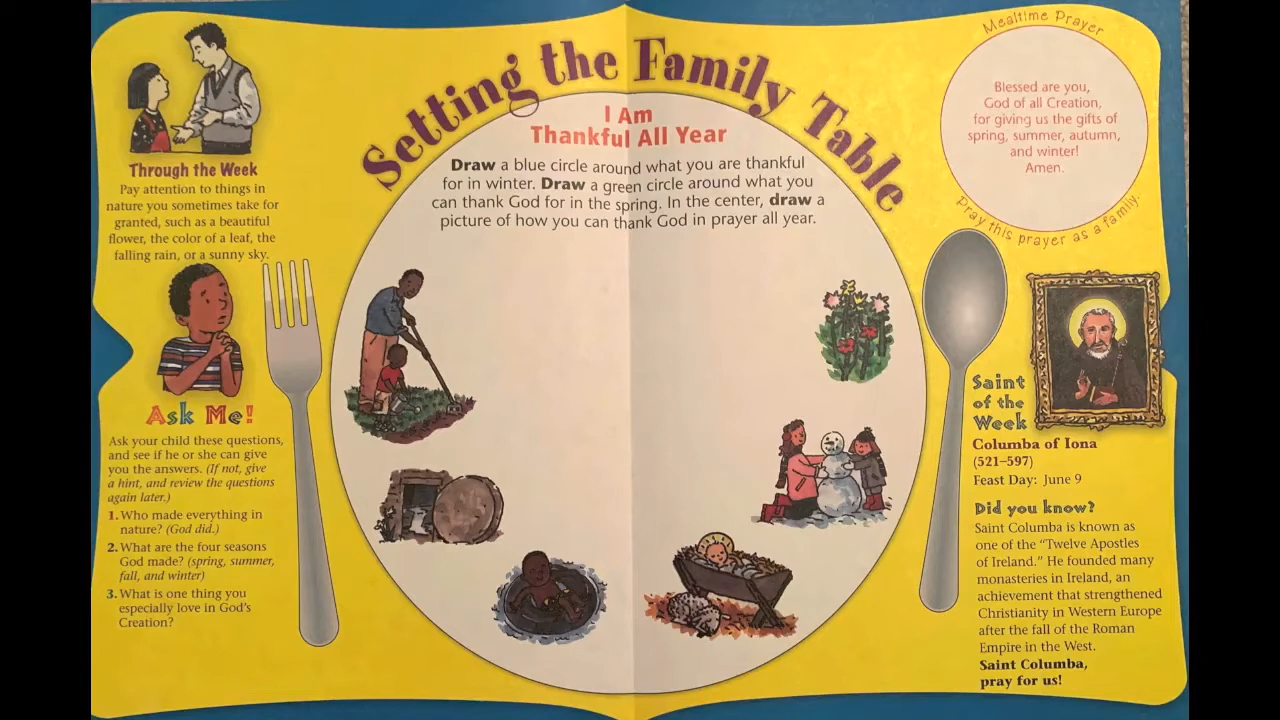 Setting the Family Table
I Am
Thankful All Year
Draw a blue circle around what you are thankful
for in winter. Draw a green circle around what you
can thank God for in the spring. In the center, draw a
picture of how you can thank God in prayer all year.
Through the Week
Pay attention to things in
nature you sometimes take for
granted, such as a beautiful
flower, the color of a leaf, the
falling rain, or a sunny sky.
Ask Me!
Ask your child these questions,
and see if he or she can give
you the answers. (If not, give
a hint, and review the questions
again later.)
1. Who made everything in
nature? (God did.)
2. What are the four seasons
God made? (spring, summer,
fall, and winter)
3. What is one thing you
especially love in God's
Creation?
Mealtime Prayer
Blessed are you,
God of all Creation,
for giving us the gifts of
spring, summer, autumn,
and winter!
Amen.
Pray this prayer as a family.
Saint
of the
Week
Columba of Iona
(521–597)
Feast Day: June 9
Did you know?
Saint Columba is known as
one of the “Twelve Apostles
of Ireland.” He founded many
monasteries in Ireland, an
achievement that strengthened
Christianity in Western Europe
after the fall of the Roman
Empire in the West.
Saint Columba,
pray for us!